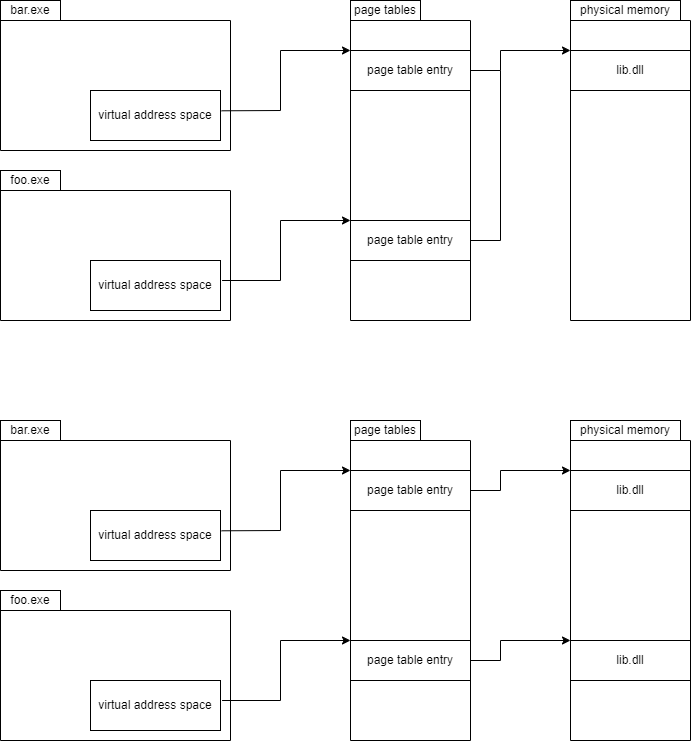 bar.exe
page tables
physical memory
page table entry
lib.dll
virtual address space
foo.exe
page table entry
virtual address space
bar.exe
page tables
physical memory
page table entry
lib.dll
virtual address space
foo.exe
page table entry
lib.dll
virtual address space